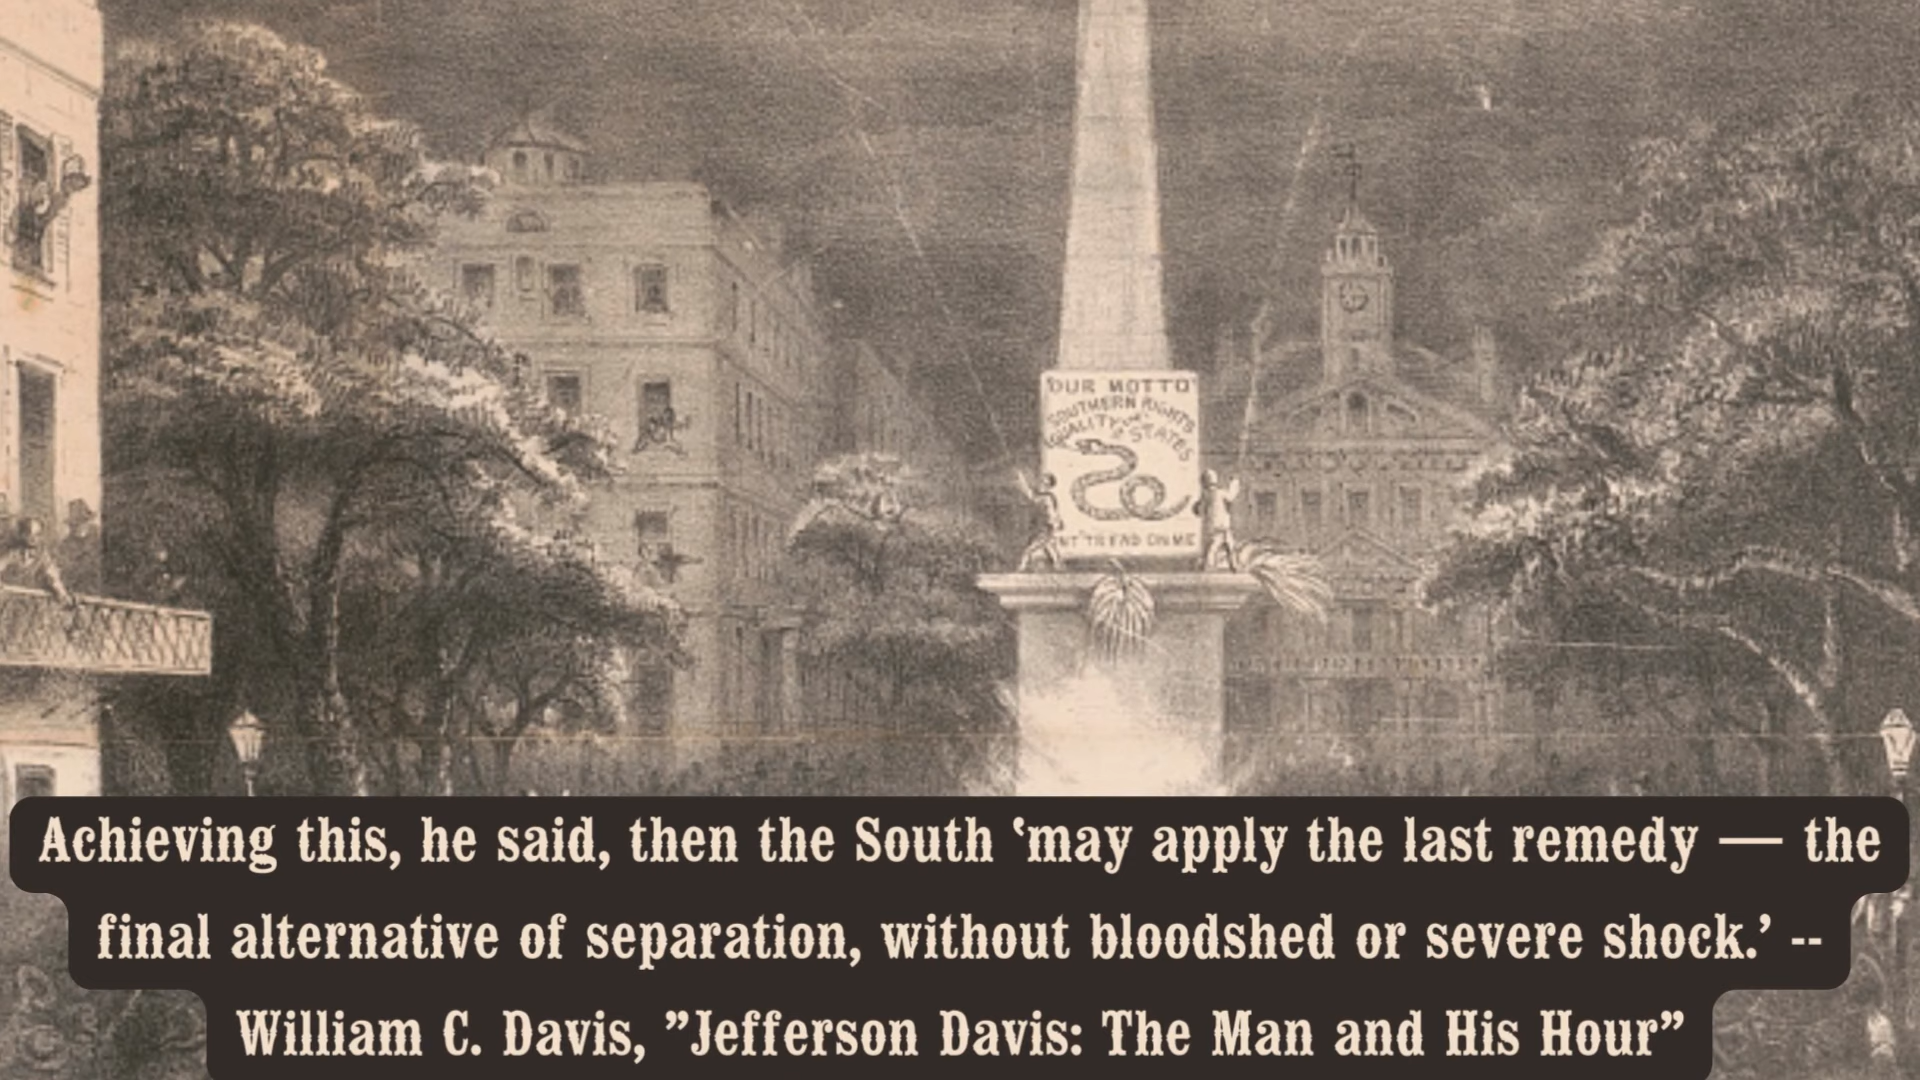 "OUR MOTTO"
SOUTHERN RIGHTS
QUALITY OF STATES
NT TREAD ON ME
Achieving this, he said, then the South ‘may apply the last remedy — the
final alternative of separation, without bloodshed or severe shock.’ --
William C. Davis, ”Jefferson Davis: The Man and His Hour”